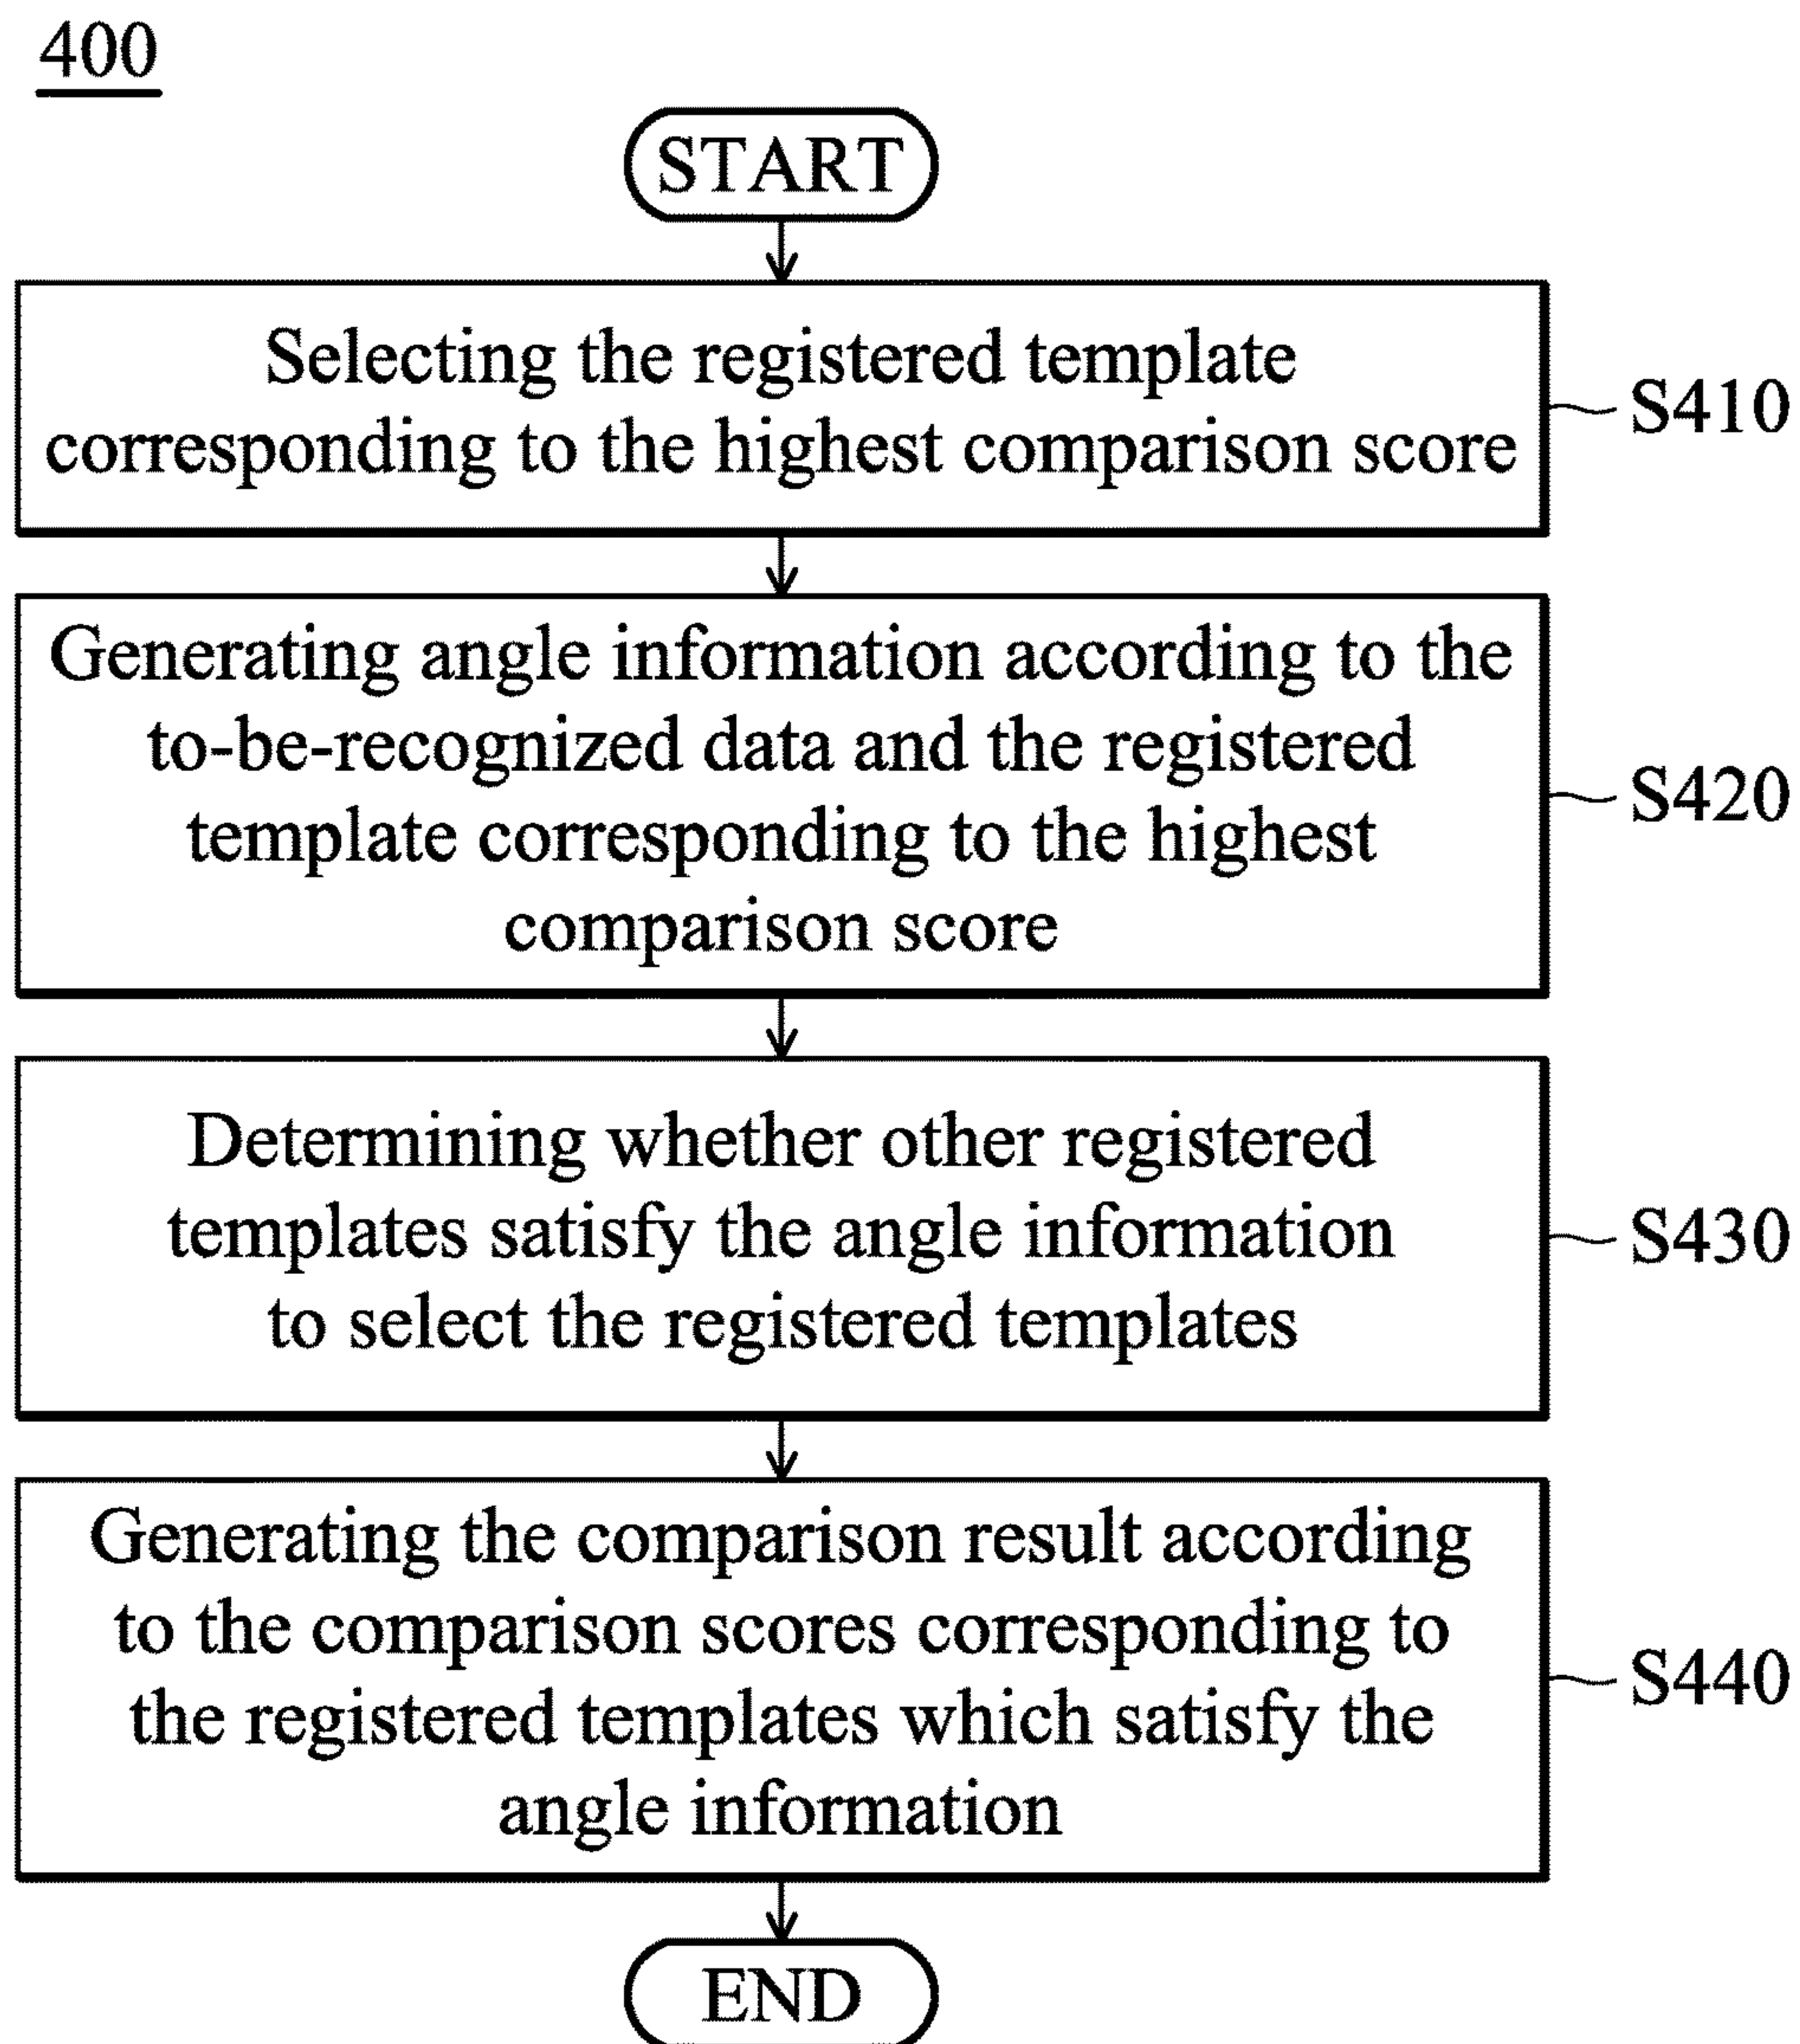 400
START
Selecting the registered template
corresponding to the highest comparison score
S410
Generating angle information according to the
to-be-recognized data and the registered
template corresponding to the highest
comparison score
S420
Determining whether other registered
templates satisfy the angle information
to select the registered templates
S430
Generating the comparison result according
to the comparison scores corresponding to
the registered templates which satisfy the
angle information
S440
END